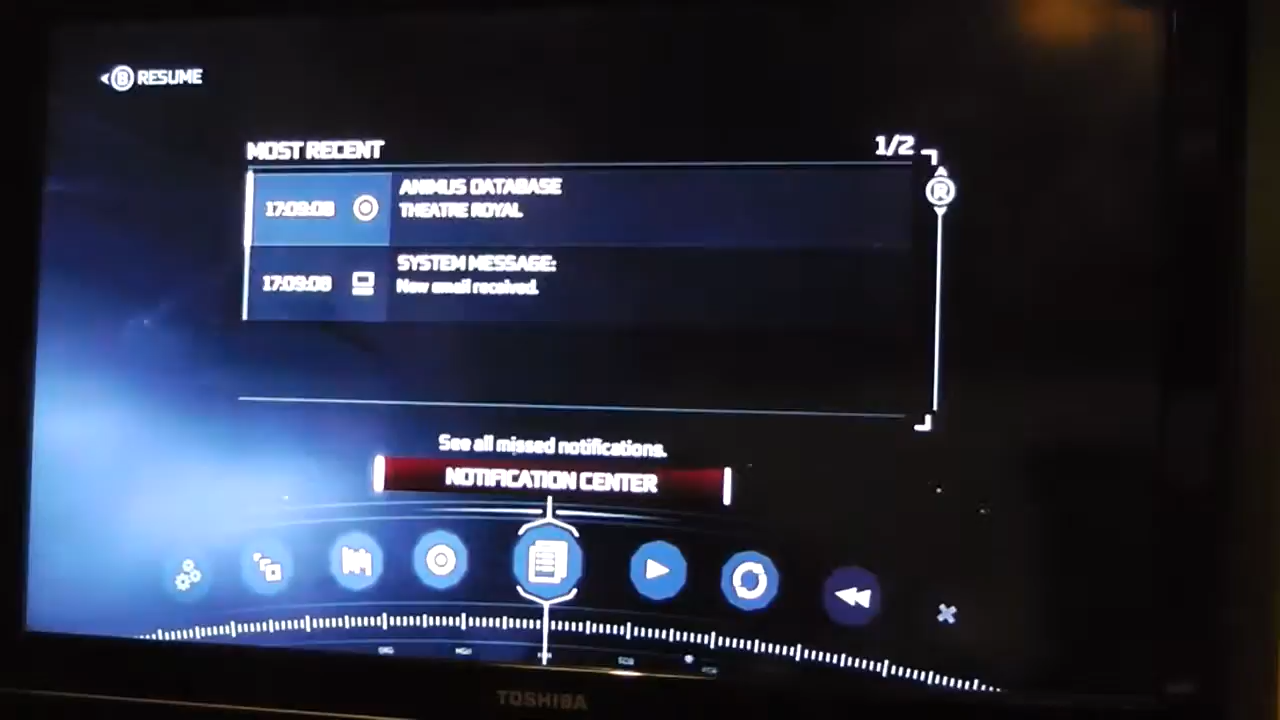 B RESUME
MOST RECENT
1/2
R
17:09:08
ANIMUS DATABASE
THEATRE ROYAL
17:09:08
SYSTEM MESSAGE:
New email received.
See all missed notifications.
NOTIFICATION CENTER
TOSHIBA